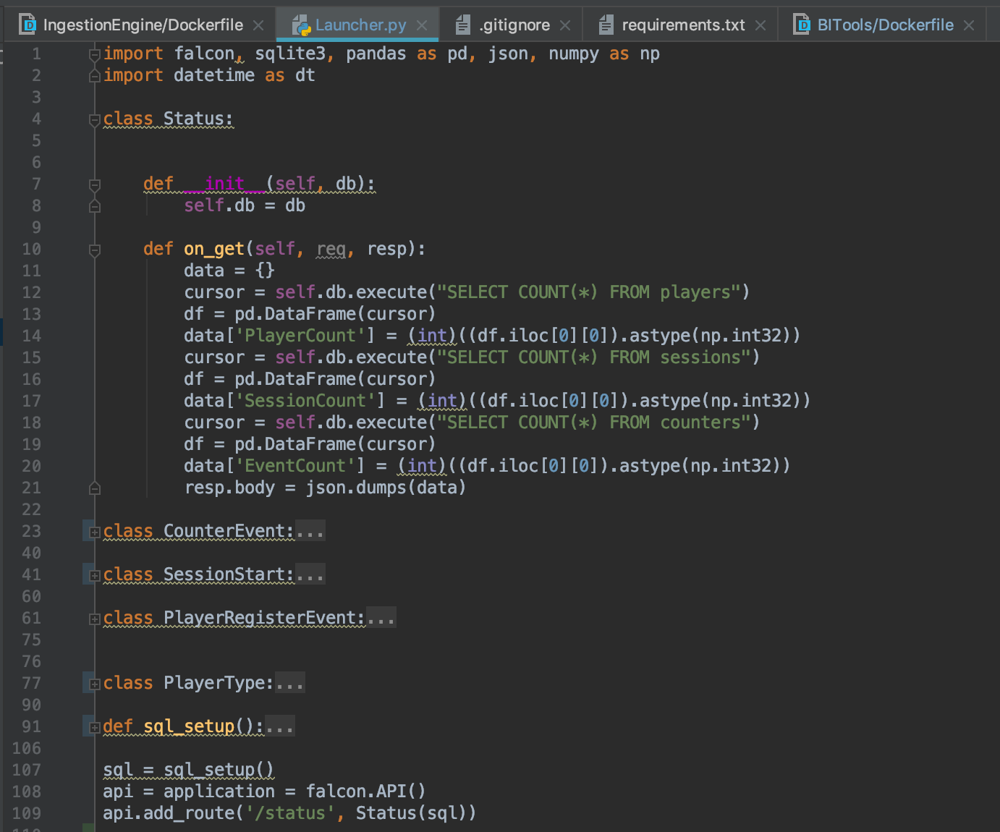 IngestionEngine/Dockerfile Launcher.py .gitignore requirements.txt BITools/Dockerfile
1 import falcon, sqlite3, pandas as pd, json, numpy as np
2 import datetime as dt
3
4 class Status:
5
6
7 def __init__(self, db):
8 self.db = db
9
10 def on_get(self, req, resp):
11 data = {}
12 cursor = self.db.execute("SELECT COUNT(*) FROM players")
13 df = pd.DataFrame(cursor)
14 data['PlayerCount'] = (int)((df.iloc[0][0]).astype(np.int32))
15 cursor = self.db.execute("SELECT COUNT(*) FROM sessions")
16 df = pd.DataFrame(cursor)
17 data['SessionCount'] = (int)((df.iloc[0][0]).astype(np.int32))
18 cursor = self.db.execute("SELECT COUNT(*) FROM counters")
19 df = pd.DataFrame(cursor)
20 data['EventCount'] = (int)((df.iloc[0][0]).astype(np.int32))
21 resp.body = json.dumps(data)
22
23 class CounterEvent:...
40
41 class SessionStart:...
60
61 class PlayerRegisterEvent:...
75
76
77 class PlayerType:...
90
91 def sql_setup():...
106
107 sql = sql_setup()
108 api = application = falcon.API()
109 api.add_route('/status', Status(sql))